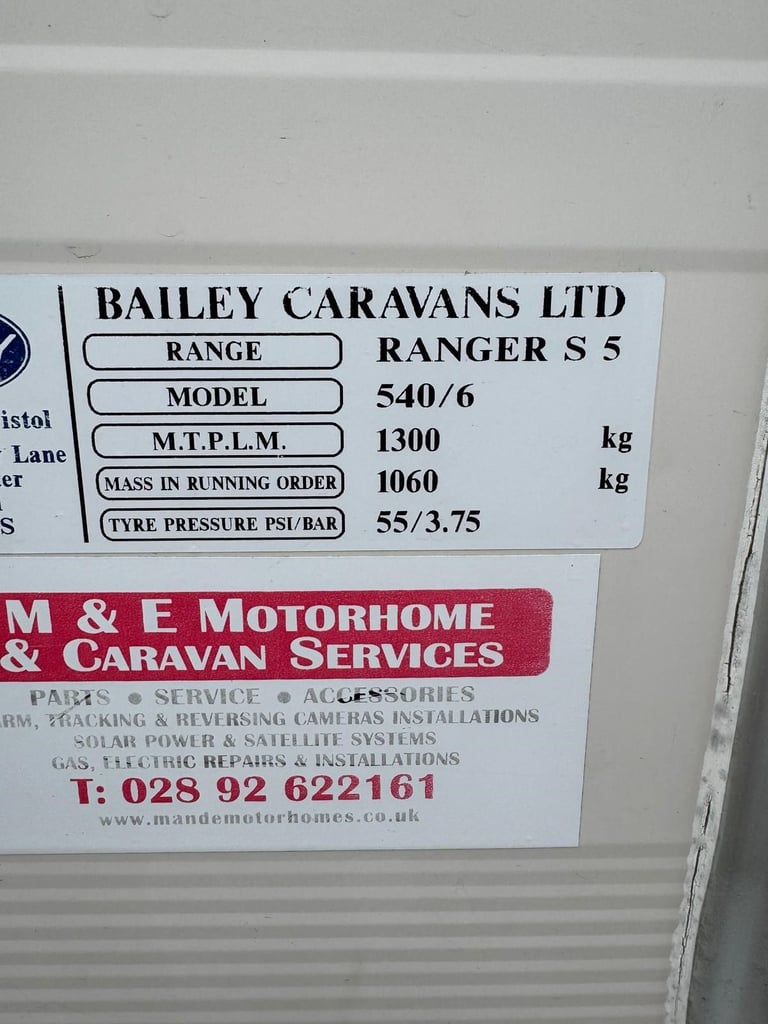 BAILEY CARAVANS LTD
RANGE RANGER S 5
MODEL 540/6
M.T.P.L.M. 1300 kg
MASS IN RUNNING ORDER 1060 kg
TYRE PRESSURE PSI/BAR 55/3.75
Y
istol
Lane
er
S
M & E MOTORHOME
& CARAVAN SERVICES
PARTS • SERVICE • ACCESSORIES
RM, TRACKING & REVERSING CAMERAS INSTALLATIONS
SOLAR POWER & SATELLITE SYSTEMS
GAS, ELECTRIC REPAIRS & INSTALLATIONS
T: 028 92 622161
www.mandemotorhomes.co.uk